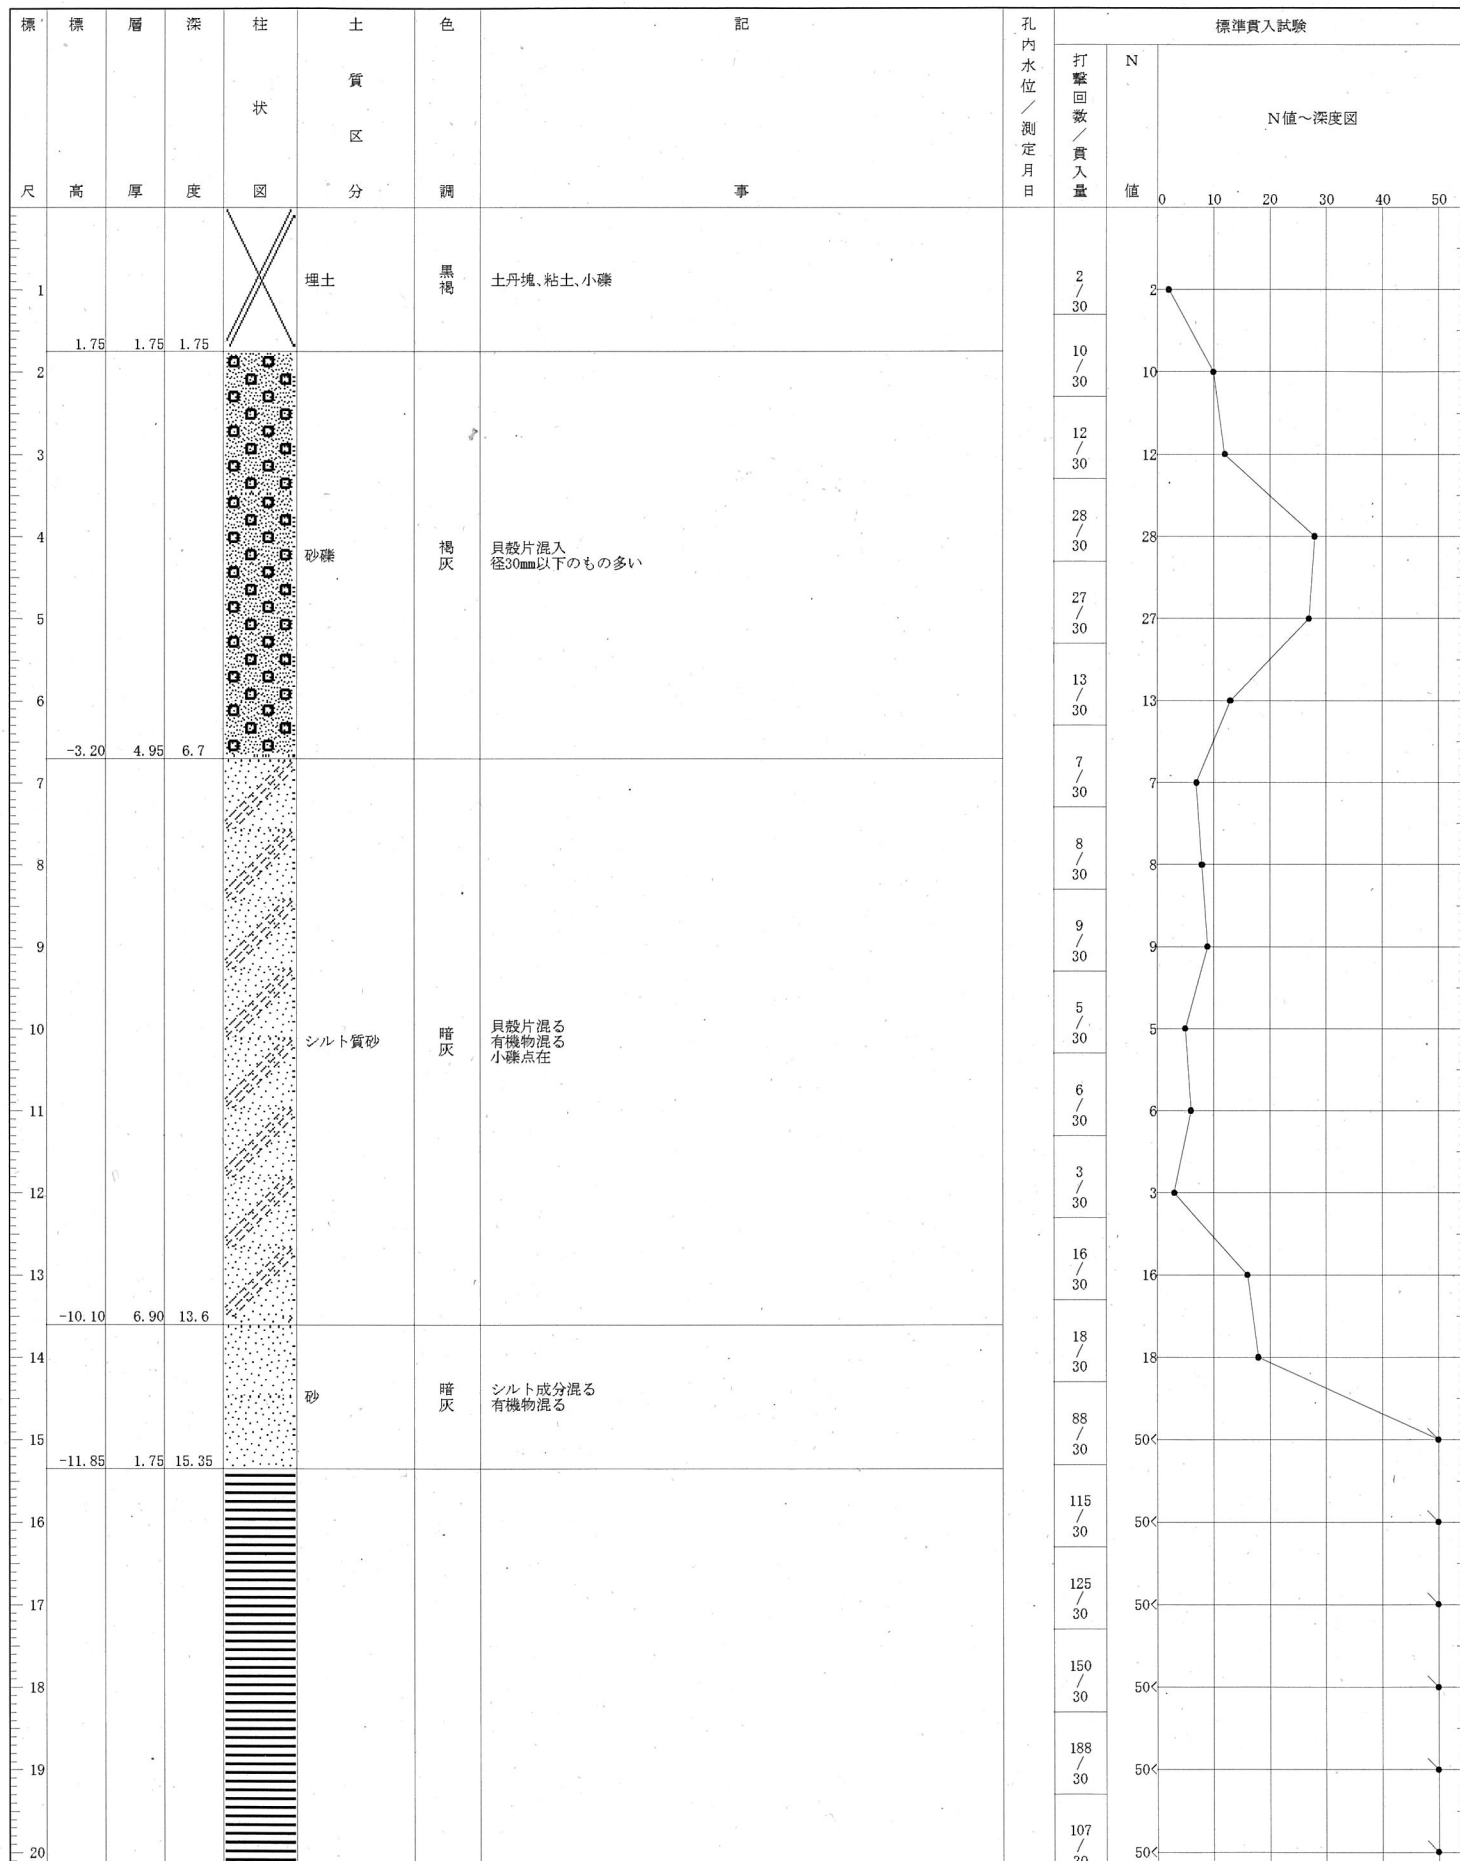 標尺
標高
層厚
深度
柱状図
土質区分
色調
記事
孔内水位／測定月日
標準貫入試験
打撃回数／貫入量
N値
N値～深度図
0 10 20 30 40 50
埋土
黒褐
土丹塊、粘土、小礫
2/30
1
2
1.75 1.75 1.75
10/30
2
10
12/30
3
12
28/30
4
28
砂礫
褐灰
貝殻片混入
径30mm以下のもの多い
27/30
5
27
13/30
6
13
-3.20 4.95 6.7
7/30
7
7
8/30
8
8
9/30
9
9
5/30
10
5
シルト質砂
暗灰
貝殻片混る
有機物混る
小礫点在
6/30
11
6
3/30
12
3
16/30
13
16
-10.10 6.90 13.6
18/30
14
18
砂
暗灰
シルト成分混る
有機物混る
88/30
15
50<
-11.85 1.75 15.35
115/30
16
50<
125/30
17
50<
150/30
18
50<
188/30
19
50<
107/
20
50<